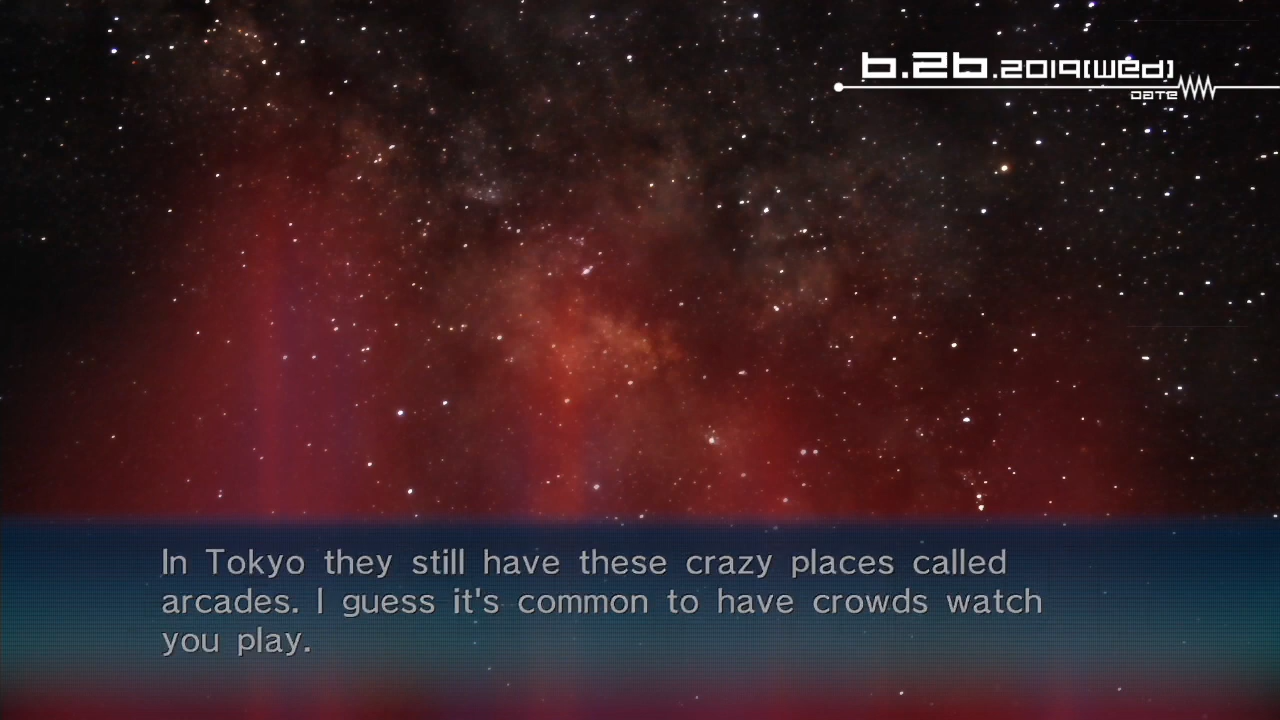 6.26.2019(Wed)
DATE
In Tokyo they still have these crazy places called
arcades. I guess it's common to have crowds watch
you play.